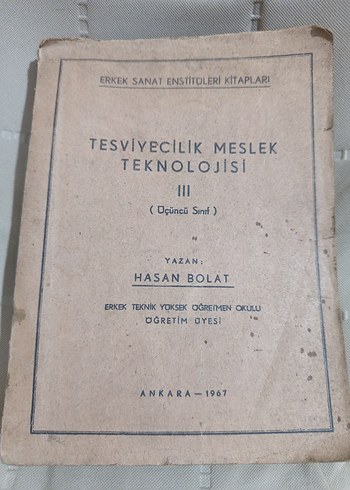 ERKEK SANAT ENSTİTÜLERİ KİTAPLARI
TESVİYECİLİK MESLEK
TEKNOLOJİSİ
III
( Üçüncü Sınıf )
YAZAN :
HASAN BOLAT
ERKEK TEKNİK YÜKSEK ÖĞRETMEN OKULU
ÖĞRETİM ÜYESİ
ANKARA — 1967